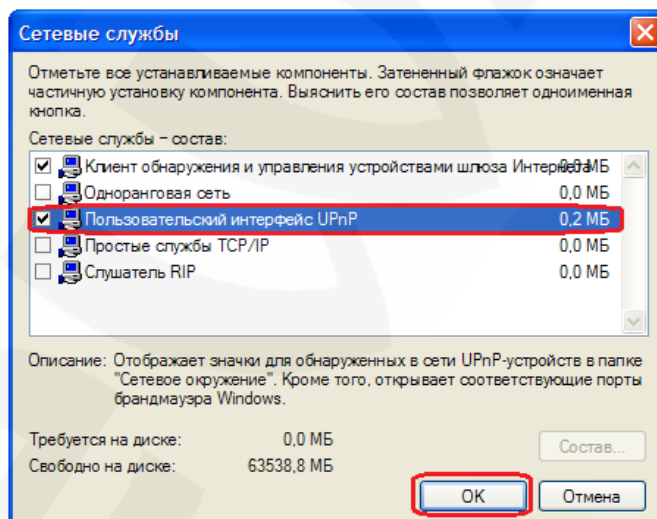 Сетевые службы
Отметьте все устанавливаемые компоненты. Затененный флажок означает
частичную установку компонента. Выяснить его состав позволяет одноименная
кнопка.
Сетевые службы – состав:
Клиент обнаружения и управления устройствами шлюза Интернета 0,0 МБ
Одноранговая сеть 0,0 МБ
Пользовательский интерфейс UPnP 0,2 МБ
Простые службы TCP/IP 0,0 МБ
Слушатель RIP 0,0 МБ
Описание: Отображает значки для обнаруженных в сети UPnP-устройств в папке
"Сетевое окружение". Кроме того, открывает соответствующие порты
брандмауэра Windows.
Требуется на диске: 0,0 МБ
Состав...
Свободно на диске: 63538,8 МБ
ОК Отмена